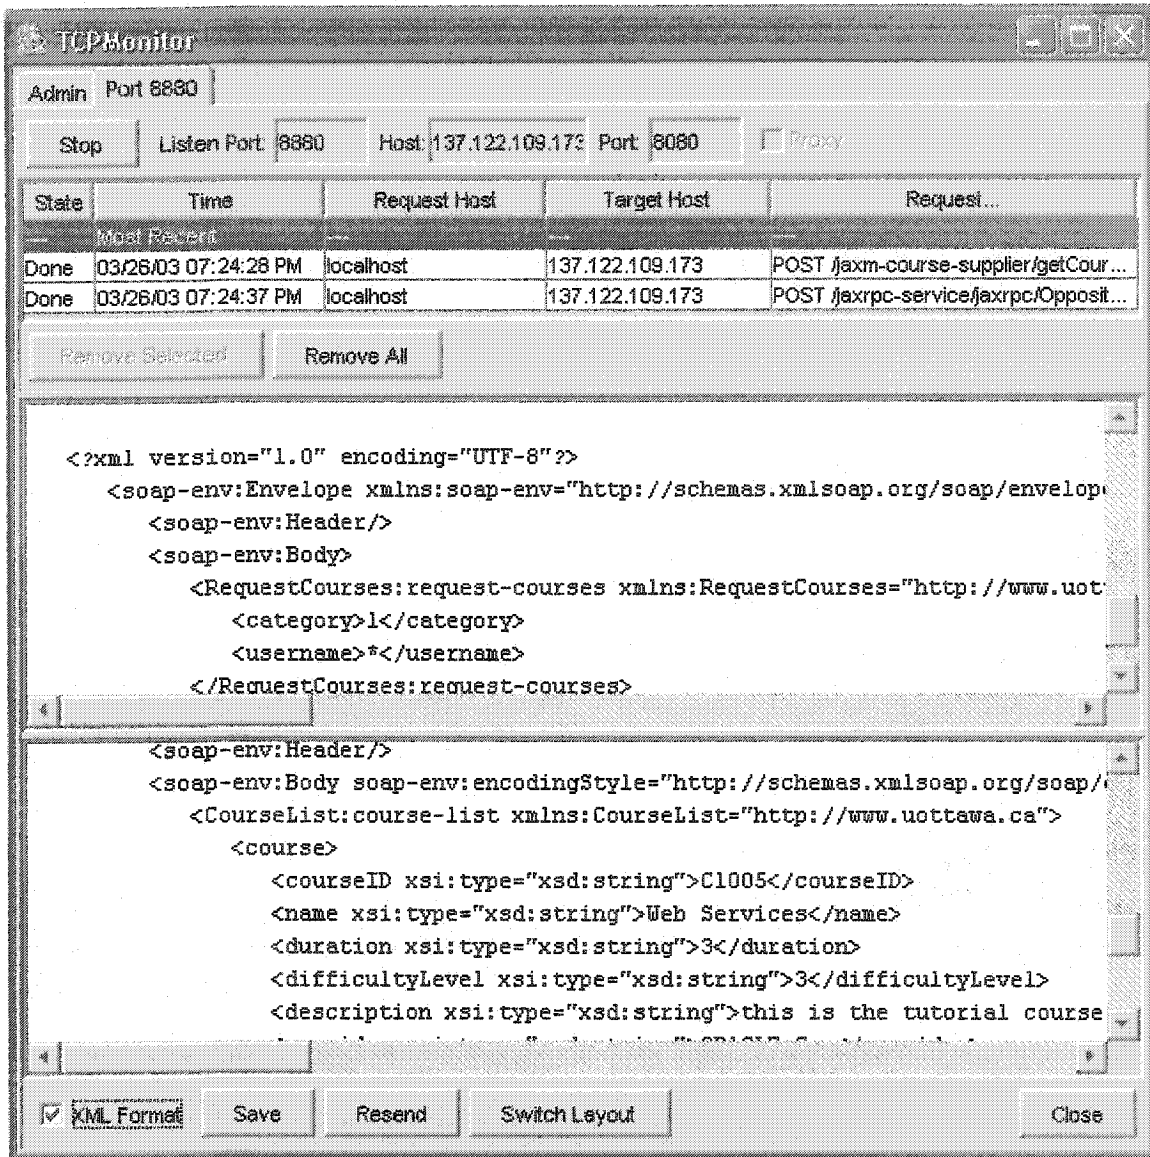 TCPMonitor
Admin Port 8880
Stop Listen Port: 8880 Host: 137.122.109.173 Port: 8080 Proxy
State Time Request Host Target Host Request...
--- Most Recent --- --- ---
Done 03/26/03 07:24:28 PM localhost 137.122.109.173 POST /jaxm-course-supplier/getCour...
Done 03/26/03 07:24:37 PM localhost 137.122.109.173 POST /jaxrpc-service/jaxrpc/Opposit...
Remove Selected Remove All
<?xml version="1.0" encoding="UTF-8"?>
<soap-env:Envelope xmlns:soap-env="http://schemas.xmlsoap.org/soap/envelope
<soap-env:Header/>
<soap-env:Body>
<RequestCourses:request-courses xmlns:RequestCourses="http://www.uot
<category>1</category>
<username>*</username>
</RequestCourses:request-courses>
<soap-env:Header/>
<soap-env:Body soap-env:encodingStyle="http://schemas.xmlsoap.org/soap/
<CourseList:course-list xmlns:CourseList="http://www.uottawa.ca">
<course>
<courseID xsi:type="xsd:string">C1005</courseID>
<name xsi:type="xsd:string">Web Services</name>
<duration xsi:type="xsd:string">3</duration>
<difficultyLevel xsi:type="xsd:string">3</difficultyLevel>
<description xsi:type="xsd:string">this is the tutorial course
XML Format Save Resend Switch Layout Close